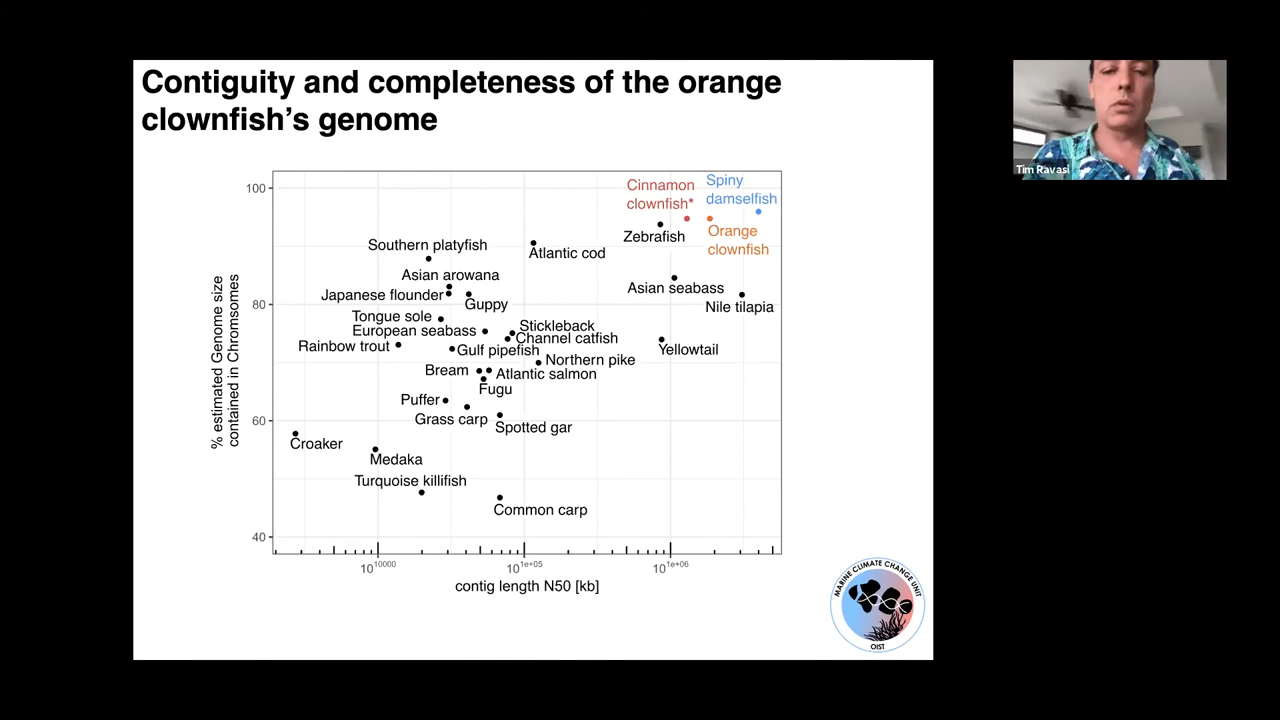 Contiguity and completeness of the orange
clownfish’s genome
Tim Ravasi
% estimated Genome size
contained in Chromsomes
100
80
60
40
Cinnamon
clownfish*
Spiny
damselfish
Orange
clownfish
Zebrafish
Southern platyfish
Atlantic cod
Asian arowana
Asian seabass
Japanese flounder
Guppy
Nile tilapia
Tongue sole
Stickleback
European seabass
Channel catfish
Rainbow trout
Gulf pipefish
Yellowtail
Northern pike
Bream
Atlantic salmon
Fugu
Puffer
Grass carp
Spotted gar
Croaker
Medaka
Turquoise killifish
Common carp
10^10000
10^1e+05
10^1e+06
contig length N50 [kb]
MARINE CLIMATE CHANGE UNIT
OIST